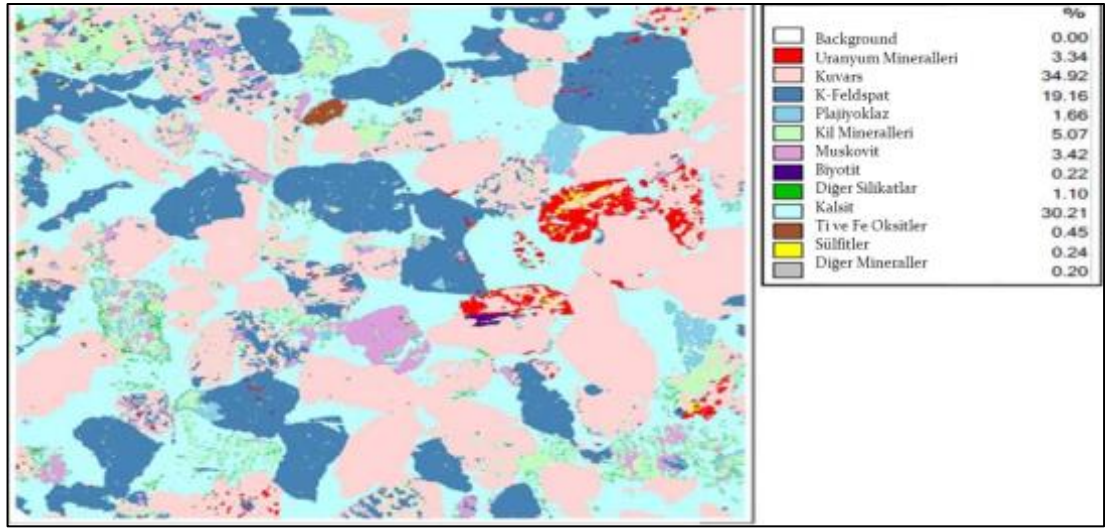 %
Background 0.00
Uranyum Mineralleri 3.34
Kuvars 34.92
K-Feldspat 19.16
Plajiyoklaz 1.66
Kil Mineralleri 5.07
Muskovit 3.42
Biyotit 0.22
Diğer Silikatlar 1.10
Kalsit 30.21
Ti ve Fe Oksitler 0.45
Sülfitler 0.24
Diğer Mineraller 0.20